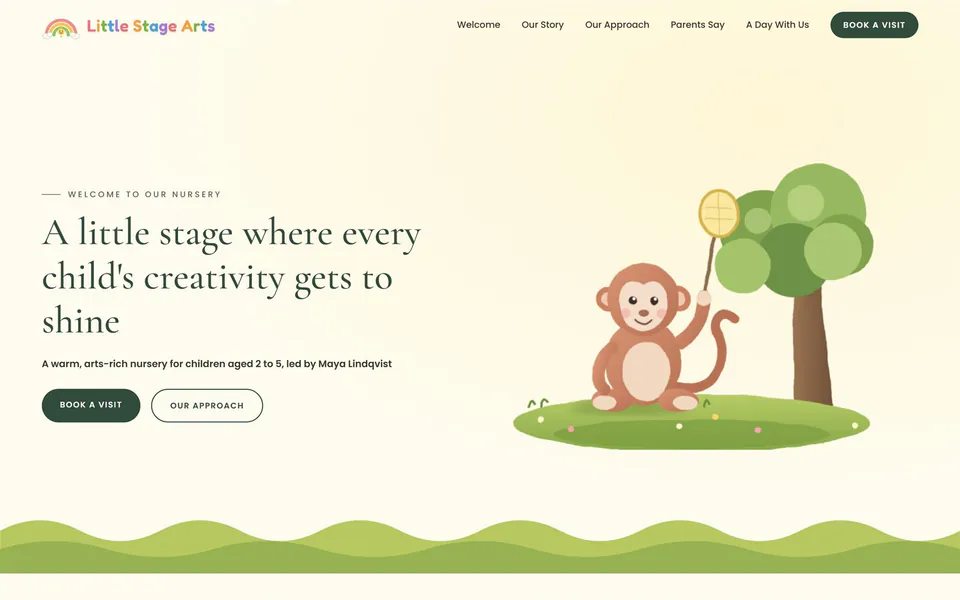 Little Stage Arts
Welcome
Our Story
Our Approach
Parents Say
A Day With Us
BOOK A VISIT
WELCOME TO OUR NURSERY
A little stage where every
child's creativity gets to
shine
A warm, arts-rich nursery for children aged 2 to 5, led by Maya Lindqvist
BOOK A VISIT
OUR APPROACH